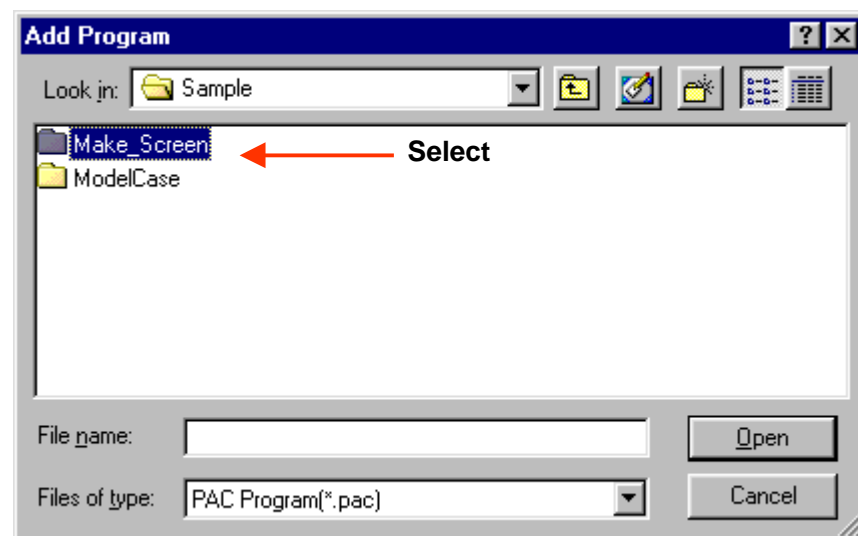 Add Program
Look in: Sample
Make_Screen Select
ModelCase
File name: Open
Files of type: PAC Program(*.pac) Cancel